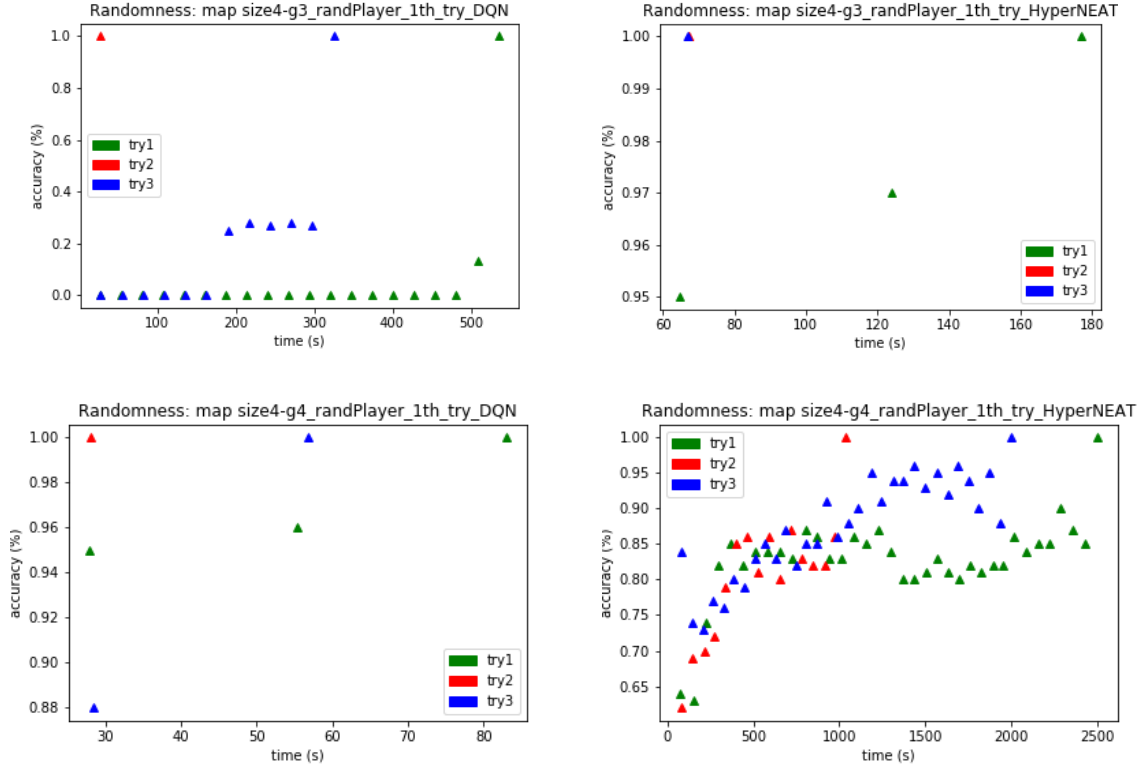 Randomness: map size4-g3_randPlayer_1th_try_DQN
1.0
0.8
0.6
0.4
0.2
0.0
accuracy (%)
try1
try2
try3
100
200
300
400
500
time (s)
Randomness: map size4-g3_randPlayer_1th_try_HyperNEAT
1.00
0.99
0.98
0.97
0.96
0.95
accuracy (%)
try1
try2
try3
60
80
100
120
140
160
180
time (s)
Randomness: map size4-g4_randPlayer_1th_try_DQN
1.00
0.98
0.96
0.94
0.92
0.90
0.88
accuracy (%)
try1
try2
try3
30
40
50
60
70
80
time (s)
Randomness: map size4-g4_randPlayer_1th_try_HyperNEAT
1.00
0.95
0.90
0.85
0.80
0.75
0.70
0.65
accuracy (%)
try1
try2
try3
0
500
1000
1500
2000
2500
time (s)